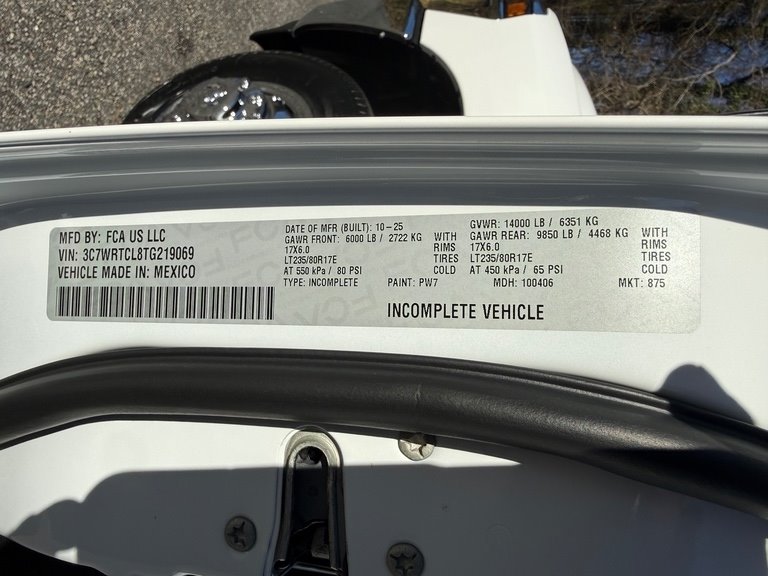 MFD BY: FCA US LLC
VIN: 3C7WRTCL8TG219069
VEHICLE MADE IN: MEXICO
DATE OF MFR (BUILT): 10-25
GAWR FRONT: 6000 LB / 2722 KG WITH
17X6.0 RIMS
LT235/80R17E TIRES
AT 550 kPa / 80 PSI COLD
TYPE: INCOMPLETE PAINT: PW7
GVWR: 14000 LB / 6351 KG
GAWR REAR: 9850 LB / 4468 KG WITH
17X6.0 RIMS
LT235/80R17E TIRES
AT 450 kPa / 65 PSI COLD
MDH: 100406 MKT: 875
INCOMPLETE VEHICLE